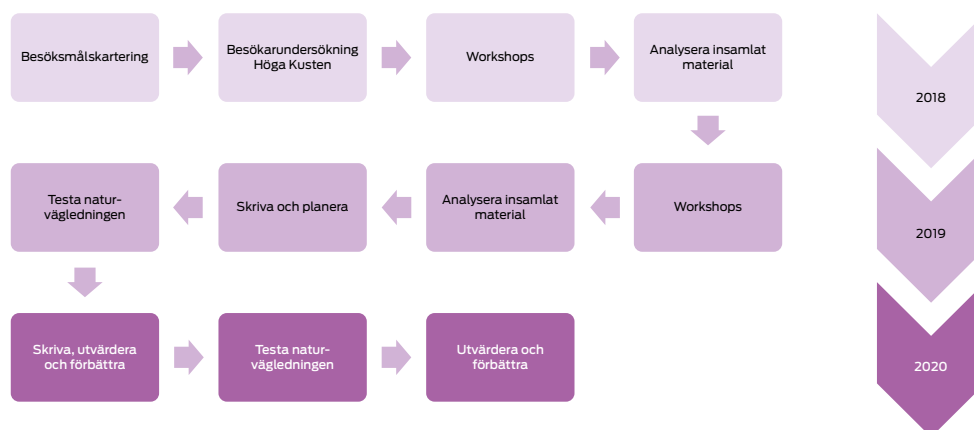 Besöksmålskartering
Besökarundersökning
Höga Kusten
Workshops
Analysera insamlat
material
2018
Testa natur-
vägledningen
Skriva och planera
Analysera insamlat
material
Workshops
2019
Skriva, utvärdera
och förbättra
Testa natur-
vägledningen
Utvärdera och
förbättra
2020